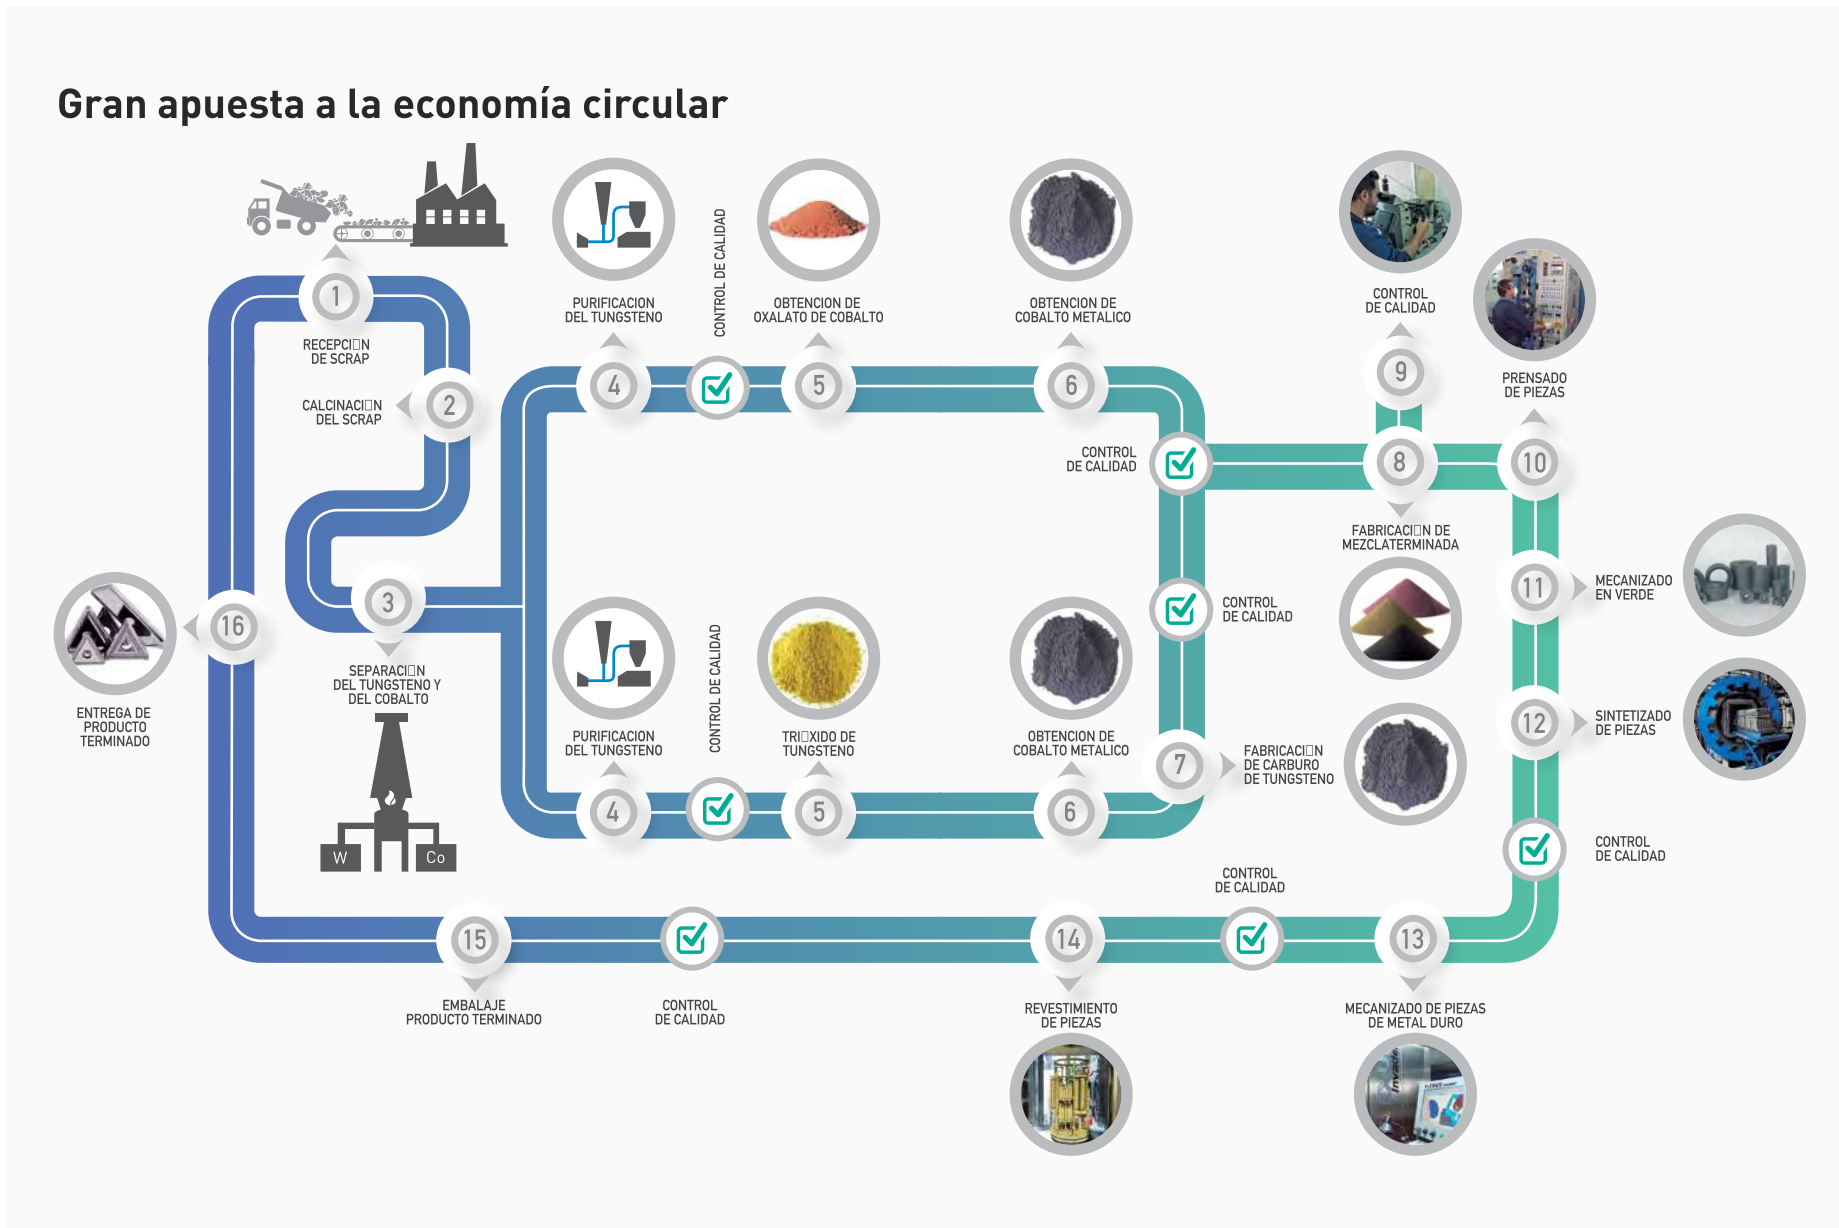 Gran apuesta a la economía circular
1
RECEPCI□N
DE SCRAP
2
CALCINACI□N
DEL SCRAP
3
SEPARACI□N
DEL TUNGSTENO Y
DEL COBALTO
W
Co
PURIFICACION
DEL TUNGSTENO
4
CONTROL DE CALIDAD
OBTENCION DE
OXALATO DE COBALTO
5
OBTENCION DE
COBALTO METALICO
6
CONTROL
DE CALIDAD
PURIFICACION
DEL TUNGSTENO
4
CONTROL DE CALIDAD
TRI□XIDO DE
TUNGSTENO
5
OBTENCION DE
COBALTO METALICO
6
7
FABRICACI□N
DE CARBURO
DE TUNGSTENO
CONTROL
DE CALIDAD
8
FABRICACI□N DE
MEZCLATERMINADA
CONTROL
DE CALIDAD
9
PRENSADO
DE PIEZAS
10
11
MECANIZADO
EN VERDE
12
SINTETIZADO
DE PIEZAS
CONTROL
DE CALIDAD
13
MECANIZADO DE PIEZAS
DE METAL DURO
CONTROL
DE CALIDAD
14
REVESTIMIENTO
DE PIEZAS
CONTROL
DE CALIDAD
15
EMBALAJE
PRODUCTO TERMINADO
16
ENTREGA DE
PRODUCTO
TERMINADO